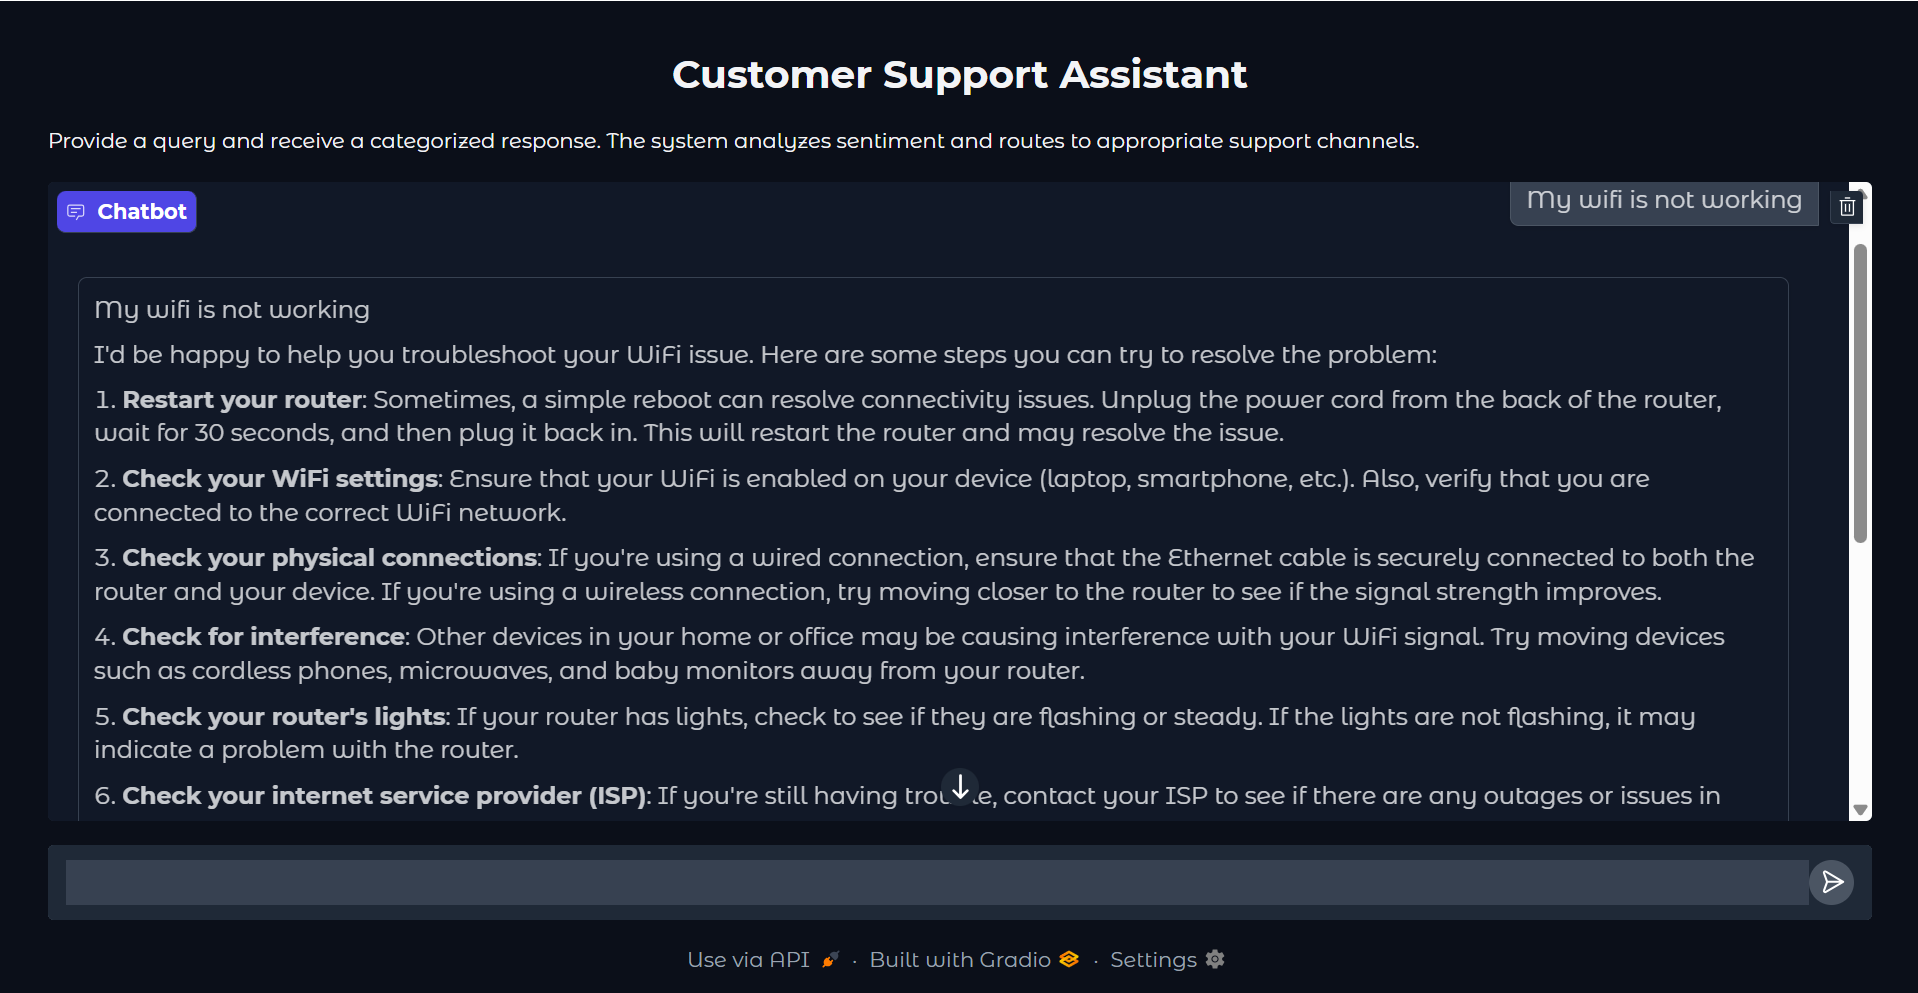 Customer Support Assistant
Provide a query and receive a categorized response. The system analyzes sentiment and routes to appropriate support channels.
Chatbot
My wifi is not working
My wifi is not working
I'd be happy to help you troubleshoot your WiFi issue. Here are some steps you can try to resolve the problem:
1. Restart your router: Sometimes, a simple reboot can resolve connectivity issues. Unplug the power cord from the back of the router,
wait for 30 seconds, and then plug it back in. This will restart the router and may resolve the issue.
2. Check your WiFi settings: Ensure that your WiFi is enabled on your device (laptop, smartphone, etc.). Also, verify that you are
connected to the correct WiFi network.
3. Check your physical connections: If you're using a wired connection, ensure that the Ethernet cable is securely connected to both the
router and your device. If you're using a wireless connection, try moving closer to the router to see if the signal strength improves.
4. Check for interference: Other devices in your home or office may be causing interference with your WiFi signal. Try moving devices
such as cordless phones, microwaves, and baby monitors away from your router.
5. Check your router's lights: If your router has lights, check to see if they are flashing or steady. If the lights are not flashing, it may
indicate a problem with the router.
6. Check your internet service provider (ISP): If you're still having , contact your ISP to see if there are any outages or issues in
Use via API · Built with Gradio · Settings